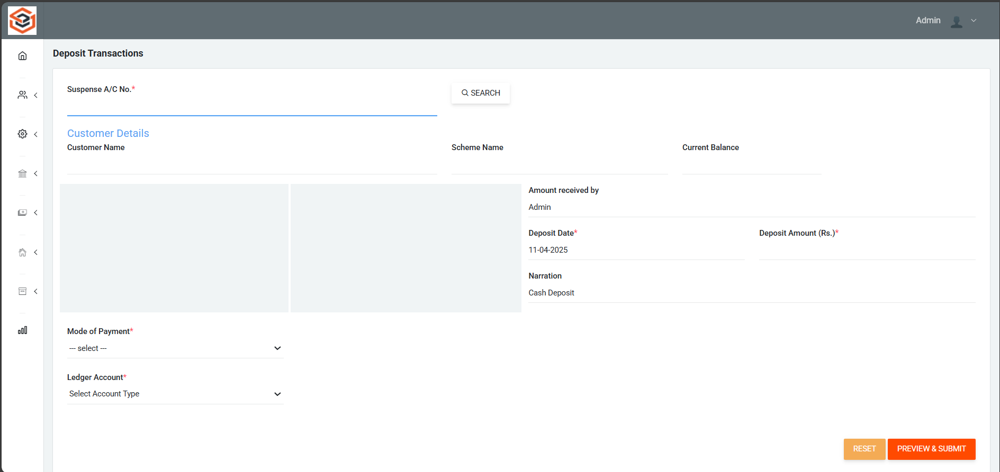 Admin
Deposit Transactions
Suspense A/C No.*
SEARCH
Customer Details
Customer Name
Scheme Name
Current Balance
Amount received by
Admin
Deposit Date*
Deposit Amount (Rs.)*
11-04-2025
Narration
Cash Deposit
Mode of Payment*
--- select ---
Ledger Account*
Select Account Type
RESET
PREVIEW & SUBMIT